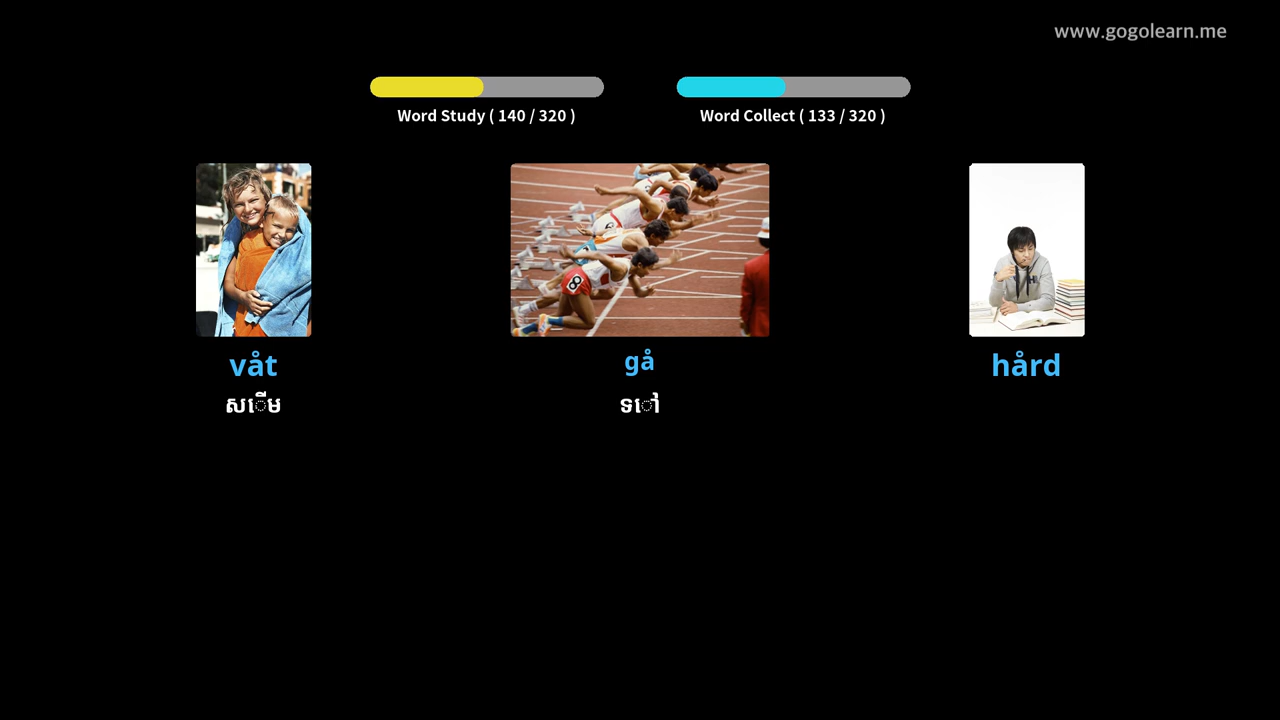 www.gogolearn.me
Word Study ( 140 / 320 )
Word Collect ( 133 / 320 )
våt
gå
hård
សើម
ទៅ